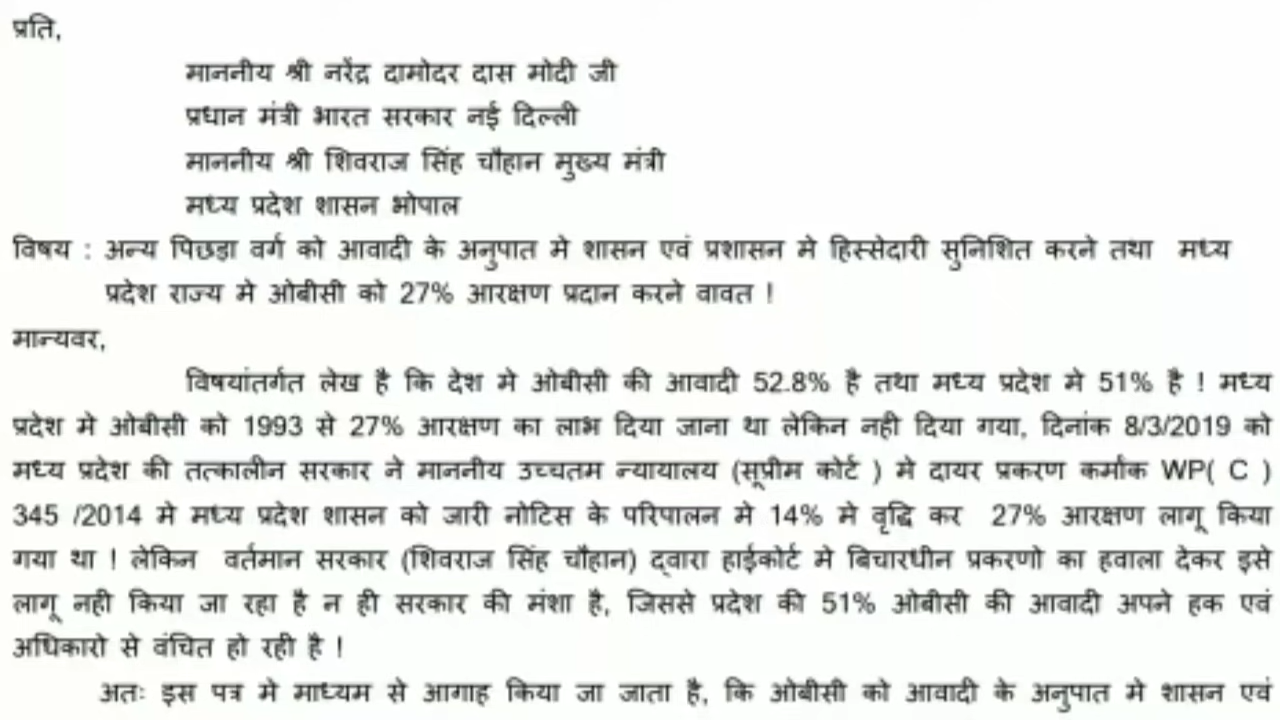 प्रति,
माननीय श्री नरेंद्र दामोदर दास मोदी जी
प्रधान मंत्री भारत सरकार नई दिल्ली
माननीय श्री शिवराज सिंह चौहान मुख्य मंत्री
मध्य प्रदेश शासन भोपाल
विषय : अन्य पिछड़ा वर्ग को आवादी के अनुपात मे शासन एवं प्रशासन मे हिस्सेदारी सुनिशित करने तथा मध्य
प्रदेश राज्य मे ओबीसी को 27% आरक्षण प्रदान करने वावत !
मान्यवर,
विषयांतर्गत लेख है कि देश मे ओबीसी की आवादी 52.8% है तथा मध्य प्रदेश मे 51% है ! मध्य
प्रदेश मे ओबीसी को 1993 से 27% आरक्षण का लाभ दिया जाना था लेकिन नही दिया गया, दिनांक 8/3/2019 को
मध्य प्रदेश की तत्कालीन सरकार ने माननीय उच्चतम न्यायालय (सुप्रीम कोर्ट ) मे दायर प्रकरण कर्मांक WP( C )
345 /2014 मे मध्य प्रदेश शासन को जारी नोटिस के परिपालन मे 14% मे वृद्धि कर 27% आरक्षण लागू किया
गया था ! लेकिन वर्तमान सरकार (शिवराज सिंह चौहान) द्वारा हाईकोर्ट मे बिचारधीन प्रकरणो का हवाला देकर इसे
लागू नही किया जा रहा है न ही सरकार की मंशा है, जिससे प्रदेश की 51% ओबीसी की आवादी अपने हक एवं
अधिकारो से वंचित हो रही है !
अतः इस पत्र मे माध्यम से आगाह किया जा जाता है, कि ओबीसी को आवादी के अनुपात मे शासन एवं